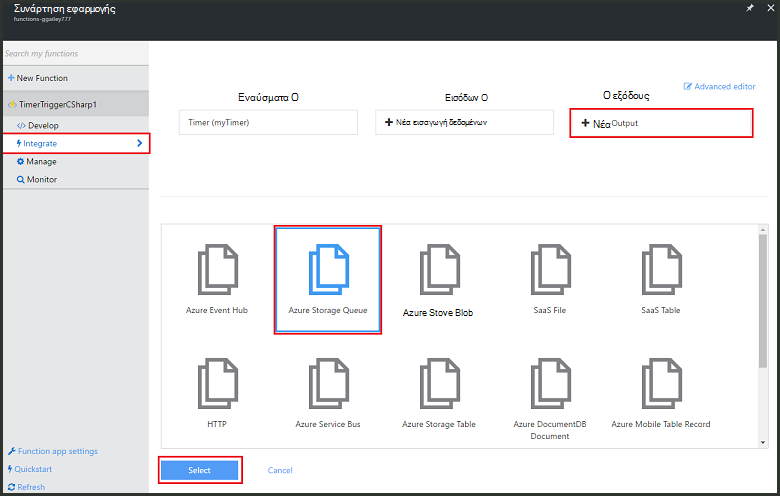 Συνάρτηση εφαρμογής
functions-ggailey777
Search my functions
New Function
TimerTriggerCSharp1
Develop
Integrate
Manage
Monitor
Function app settings
Quickstart
Refresh
Advanced editor
Εναύσματα Ο
Timer (myTimer)
Εισόδων Ο
Νέα εισαγωγή δεδομένων
Ο εξόδους
Νέα Output
Azure Event Hub
Azure Storage Queue
Azure Stove Blob
SaaS File
SaaS Table
HTTP
Azure Service Bus
Azure Storage Table
Azure DocumentDB
Document
Azure Mobile Table Record
Select
Cancel